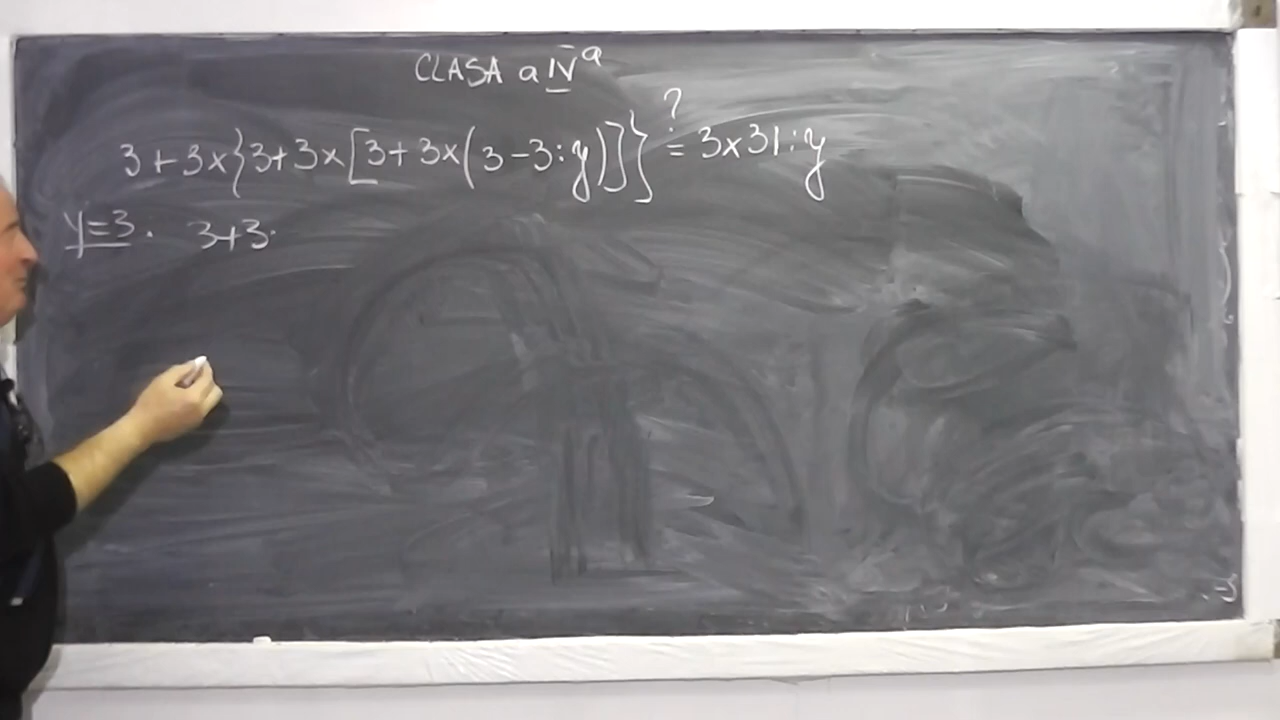 CLASA a IV a
?
3+3x{3+3x[3+3x(3-3:y)]} = 3x31:y
y=3. 3+3·